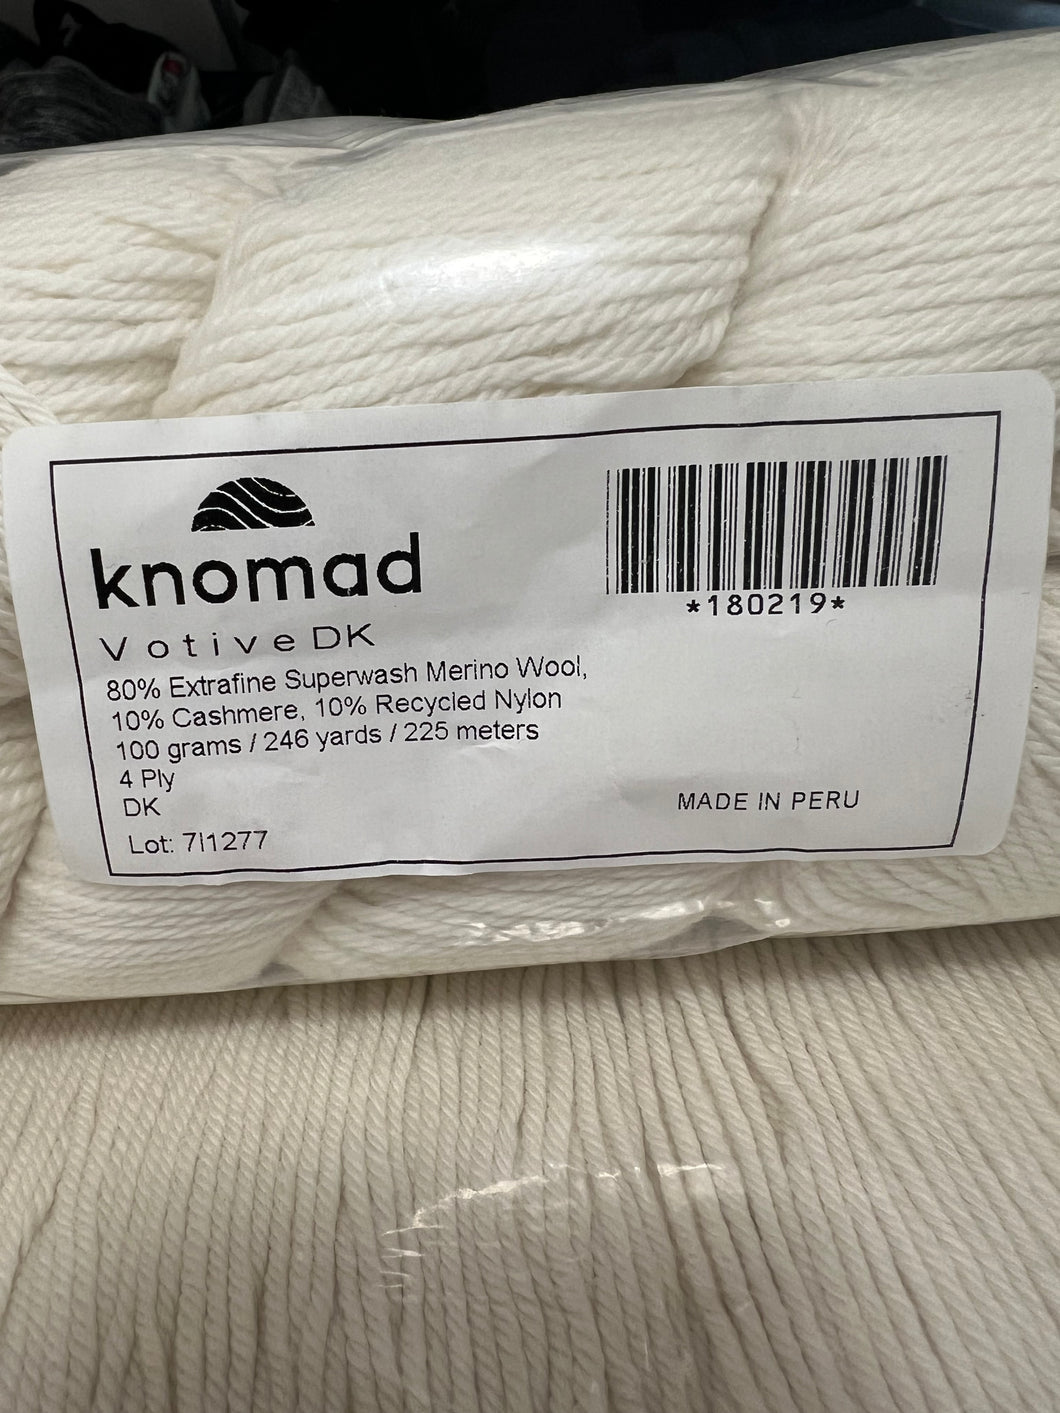 knomad
Votive DK
80% Extrafine Superwash Merino Wool,
10% Cashmere, 10% Recycled Nylon
100 grams / 246 yards / 225 meters
4 Ply
DK
Lot: 7I1277
*180219*
MADE IN PERU